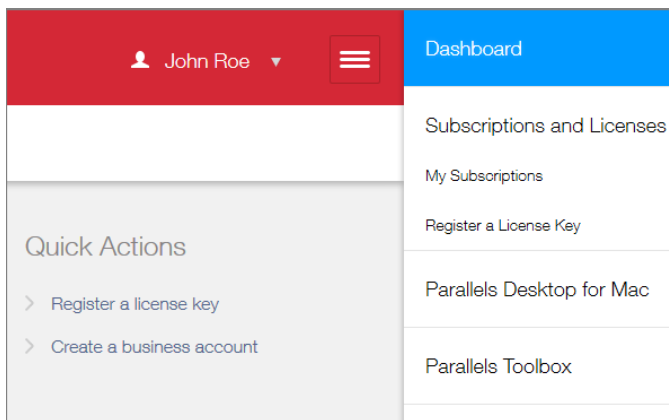 John Roe
Dashboard
Subscriptions and Licenses
My Subscriptions
Register a License Key
Quick Actions
Register a license key
Create a business account
Parallels Desktop for Mac
Parallels Toolbox